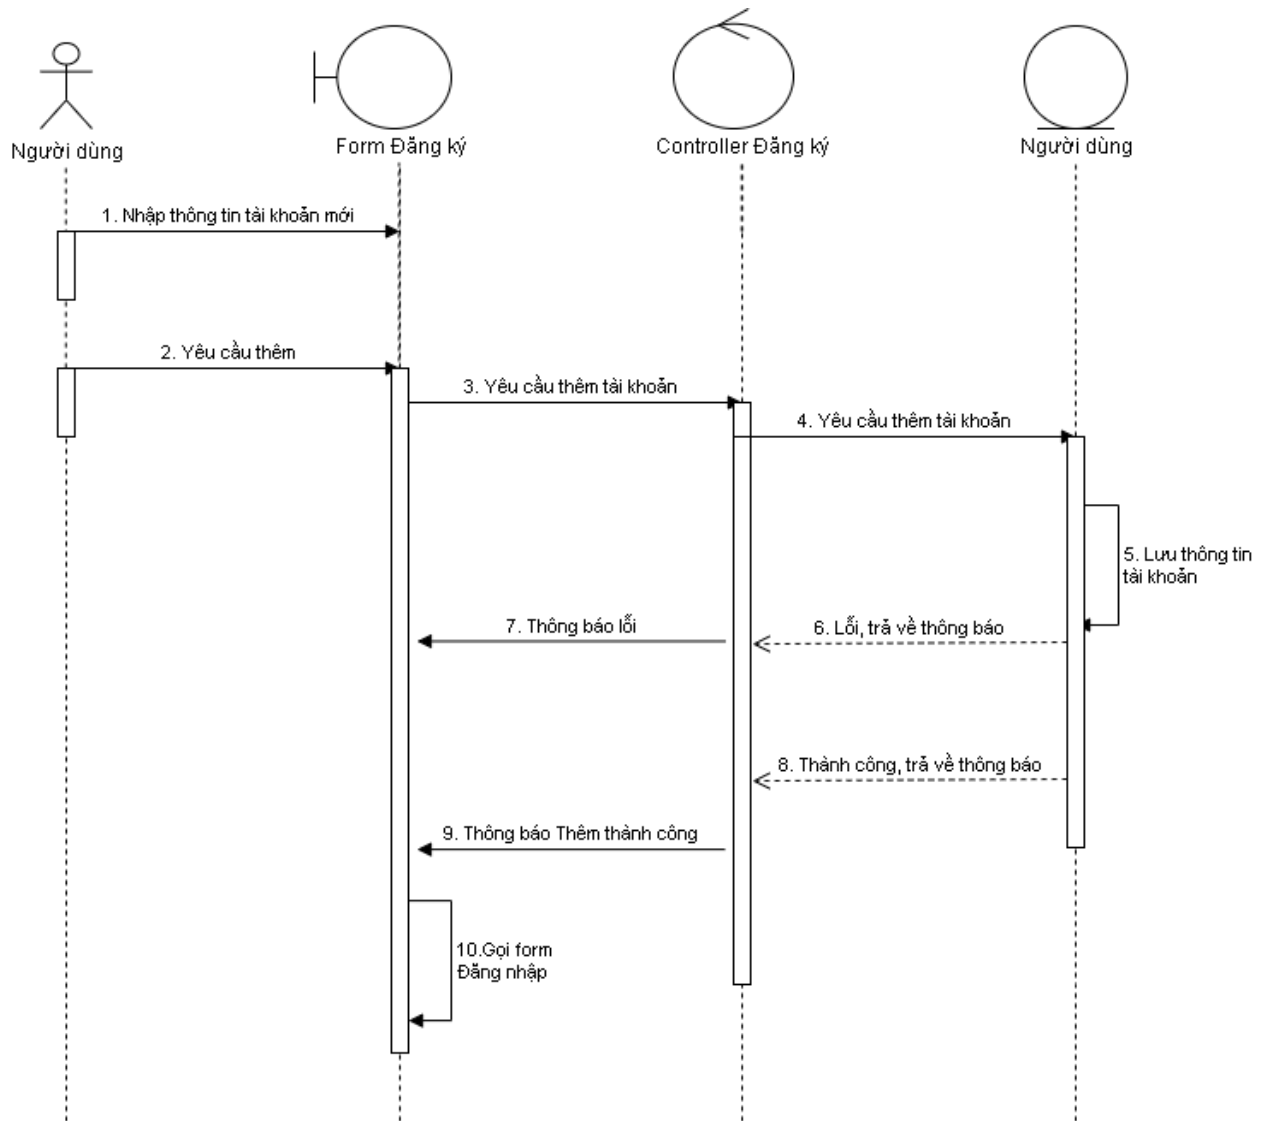 Người dùng
Form Đăng ký
Controller Đăng ký
Người dùng
1. Nhập thông tin tài khoản mới
2. Yêu cầu thêm
3. Yêu cầu thêm tài khoản
4. Yêu cầu thêm tài khoản
5. Lưu thông tin
tài khoản
7. Thông báo lỗi
6. Lỗi, trả về thông báo
8. Thành công, trả về thông báo
9. Thông báo Thêm thành công
10.Gọi form
Đăng nhập